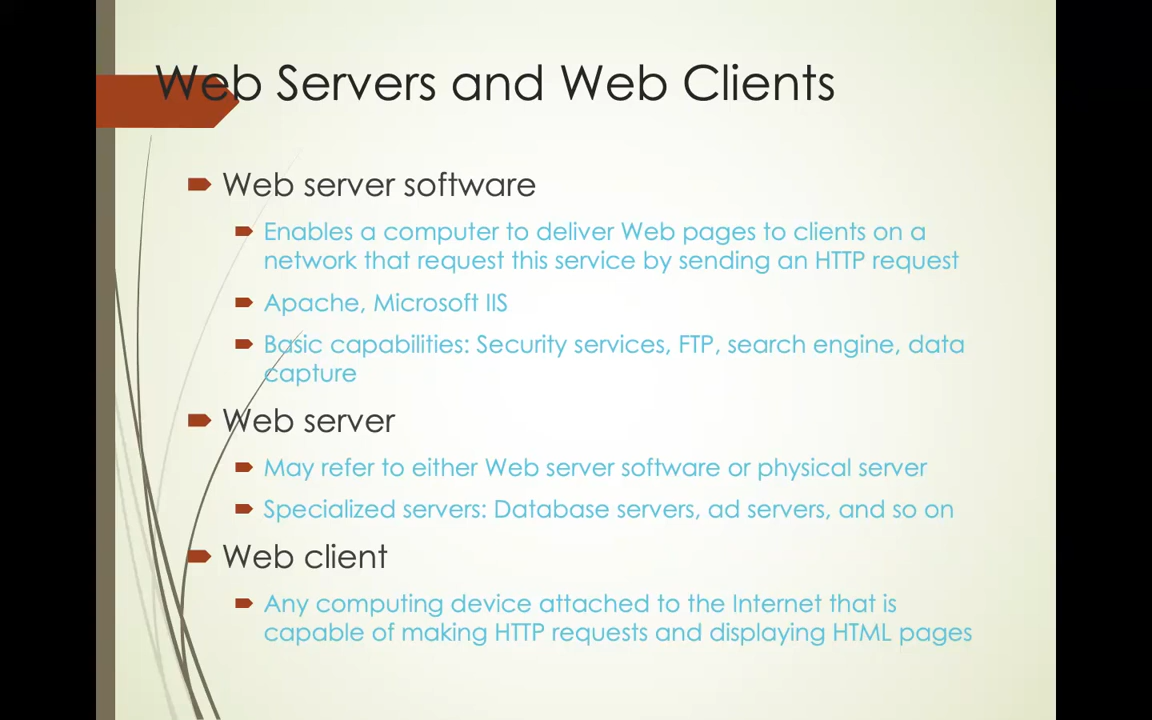 Web Servers and Web Clients
Web server software
Enables a computer to deliver Web pages to clients on a
network that request this service by sending an HTTP request
Apache, Microsoft IIS
Basic capabilities: Security services, FTP, search engine, data
capture
Web server
May refer to either Web server software or physical server
Specialized servers: Database servers, ad servers, and so on
Web client
Any computing device attached to the Internet that is
capable of making HTTP requests and displaying HTML pages